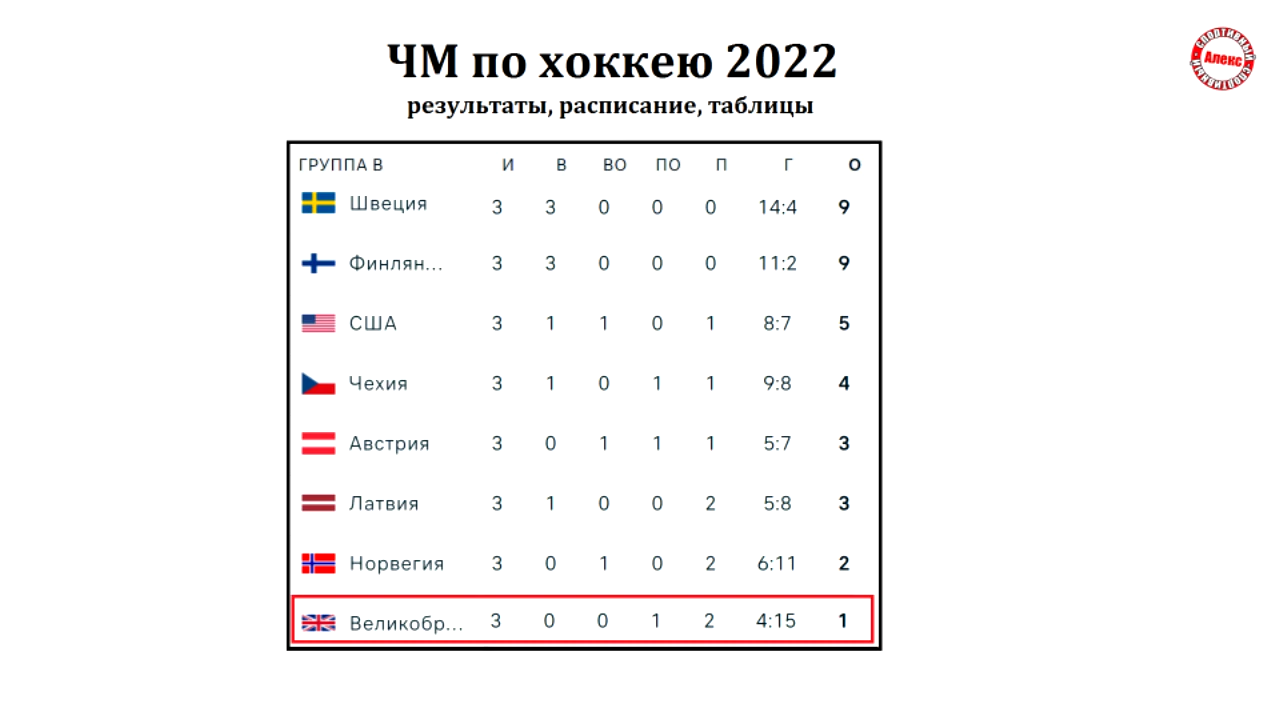 ЧМ по хоккею 2022
результаты, расписание, таблицы
СПОРТИВНЫЙ
Алекс
СПОРТИВНЫЙ
ГРУППА В И В ВО ПО П Г О
Швеция 3 3 0 0 0 14:4 9
Финлян... 3 3 0 0 0 11:2 9
США 3 1 1 0 1 8:7 5
Чехия 3 1 0 1 1 9:8 4
Австрия 3 0 1 1 1 5:7 3
Латвия 3 1 0 0 2 5:8 3
Норвегия 3 0 1 0 2 6:11 2
Великобр... 3 0 0 1 2 4:15 1